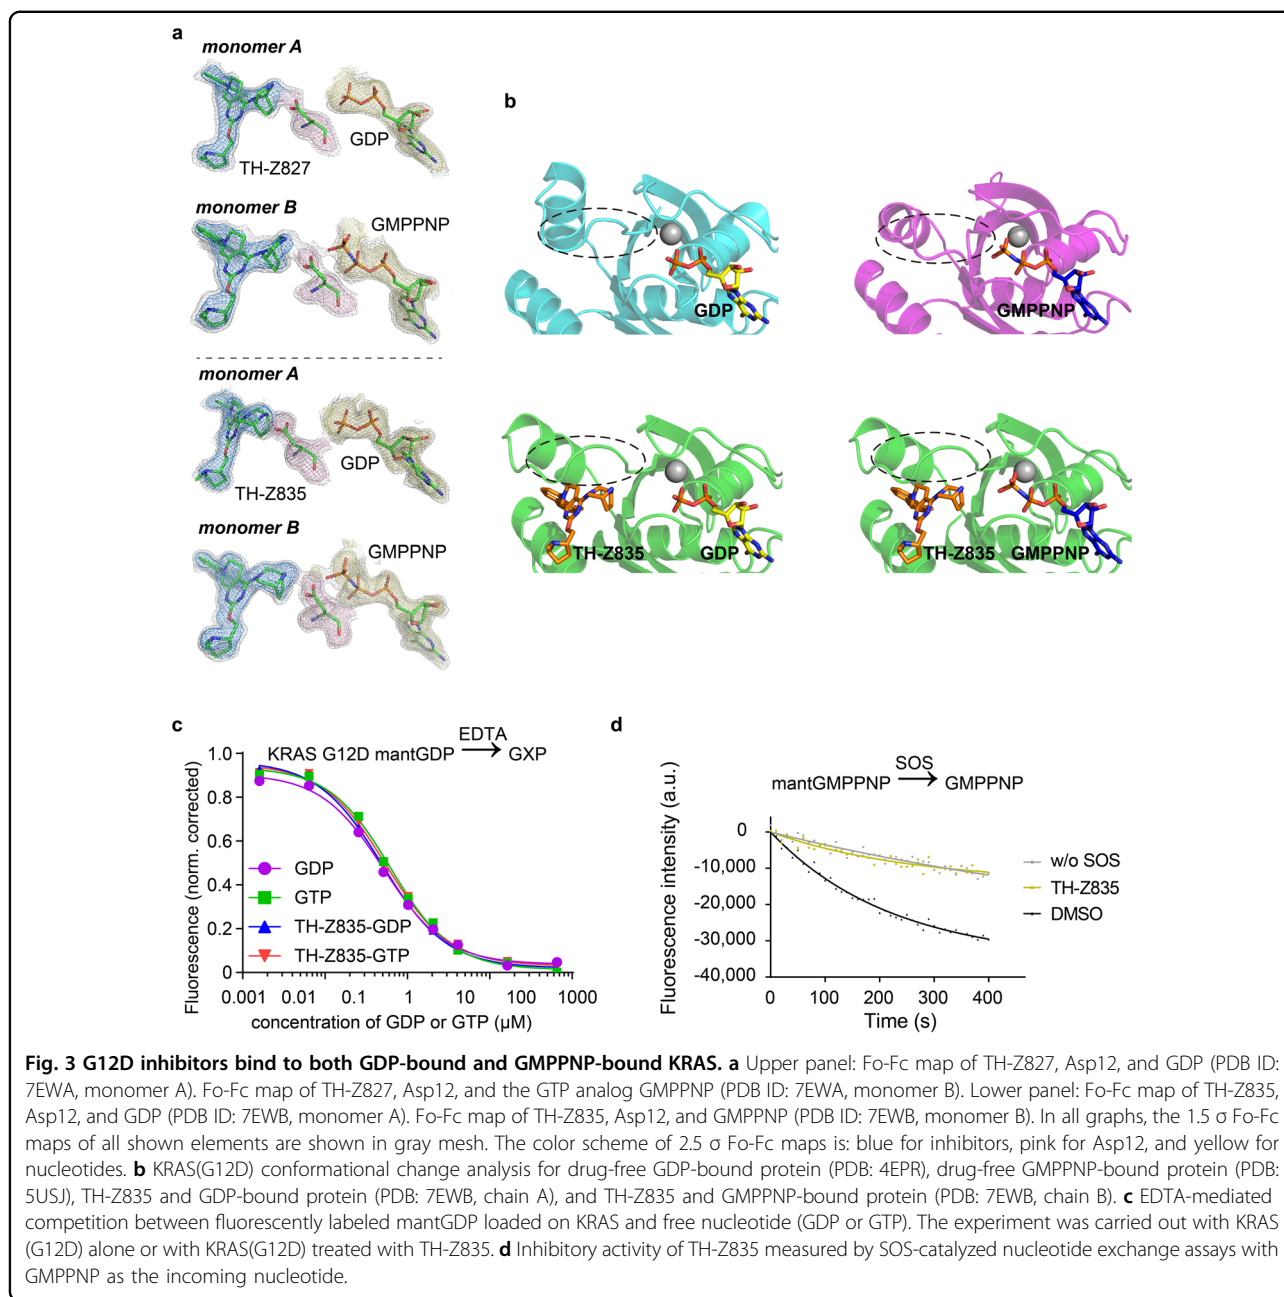 a
monomer A
TH-Z827
GDP
monomer B
GMPPNP
monomer A
TH-Z835
GDP
monomer B
GMPPNP
b
GDP
GMPPNP
TH-Z835
GDP
TH-Z835
GMPPNP
c
KRAS G12D mantGDP EDTA → GXP
Fluorescence (norm. corrected)
1.0
0.8
0.6
0.4
0.2
0
GDP
GTP
TH-Z835-GDP
TH-Z835-GTP
0.001 0.01 0.1 1 10 100 1000
concentration of GDP or GTP (µM)
d
mantGMPPNP SOS → GMPPNP
Fluorescence intensity (a.u.)
0
-10,000
-20,000
-30,000
-40,000
w/o SOS
TH-Z835
DMSO
0 100 200 300 400
Time (s)
Fig. 3 G12D inhibitors bind to both GDP-bound and GMPPNP-bound KRAS. a Upper panel: Fo-Fc map of TH-Z827, Asp12, and GDP (PDB ID:
7EWA, monomer A). Fo-Fc map of TH-Z827, Asp12, and the GTP analog GMPPNP (PDB ID: 7EWA, monomer B). Lower panel: Fo-Fc map of TH-Z835,
Asp12, and GDP (PDB ID: 7EWB, monomer A). Fo-Fc map of TH-Z835, Asp12, and GMPPNP (PDB ID: 7EWB, monomer B). In all graphs, the 1.5 σ Fo-Fc
maps of all shown elements are shown in gray mesh. The color scheme of 2.5 σ Fo-Fc maps is: blue for inhibitors, pink for Asp12, and yellow for
nucleotides. b KRAS(G12D) conformational change analysis for drug-free GDP-bound protein (PDB: 4EPR), drug-free GMPPNP-bound protein (PDB:
5USJ), TH-Z835 and GDP-bound protein (PDB: 7EWB, chain A), and TH-Z835 and GMPPNP-bound protein (PDB: 7EWB, chain B). c EDTA-mediated
competition between fluorescently labeled mantGDP loaded on KRAS and free nucleotide (GDP or GTP). The experiment was carried out with KRAS
(G12D) alone or with KRAS(G12D) treated with TH-Z835. d Inhibitory activity of TH-Z835 measured by SOS-catalyzed nucleotide exchange assays with
GMPPNP as the incoming nucleotide.